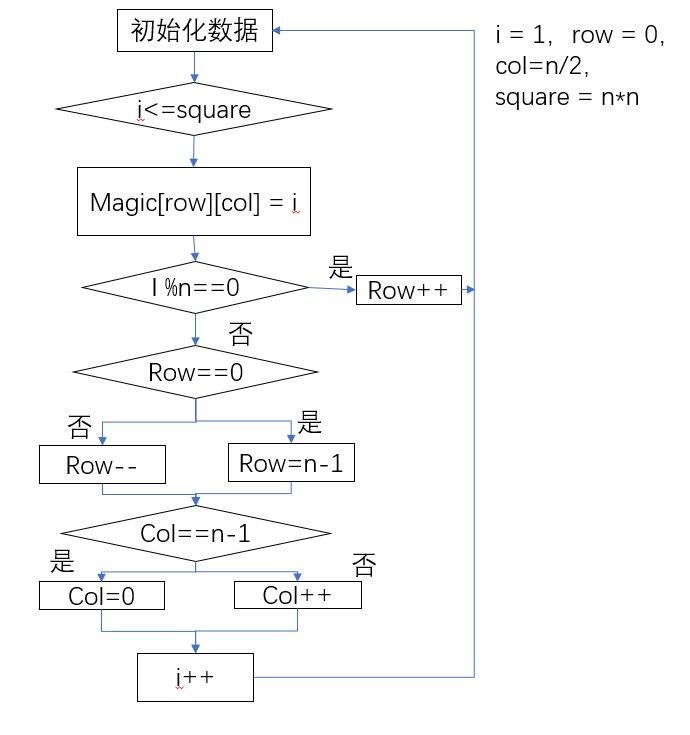 初始化数据
i = 1，row = 0,
col=n/2,
square = n*n
i<=square
Magic[row][col] = i
I %n==0
是
Row++
否
Row==0
否
是
Row--
Row=n-1
Col==n-1
是
否
Col=0
Col++
i++